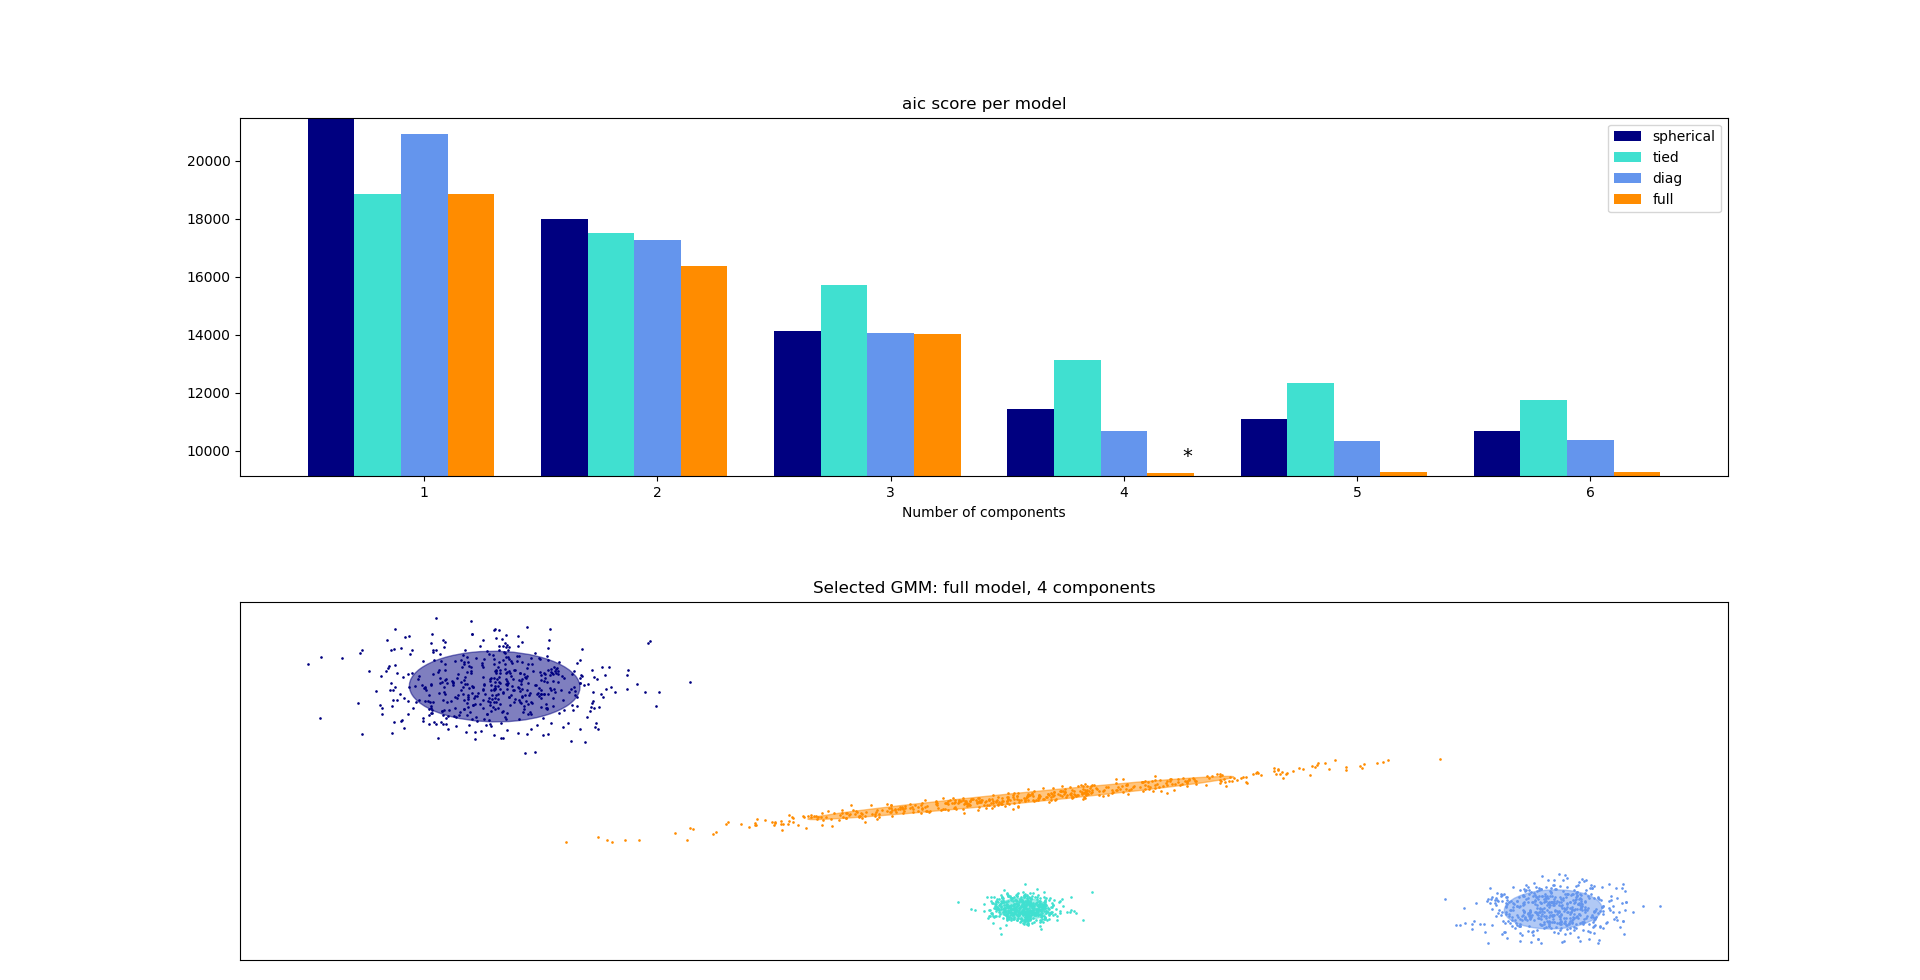 aic score per model
20000
18000
16000
14000
12000
10000
spherical
tied
diag
full
*
1 2 3 4 5 6
Number of components
Selected GMM: full model, 4 components